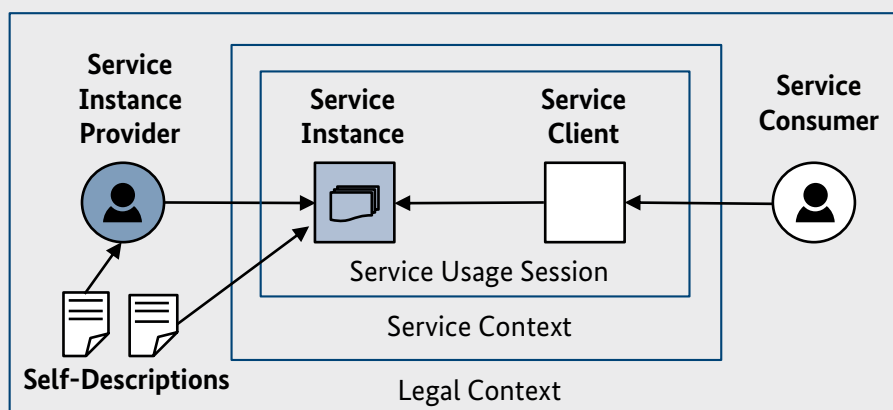 Service
Instance
Provider
Service
Instance
Service
Client
Service
Consumer
Service Usage Session
Service Context
Self-Descriptions
Legal Context